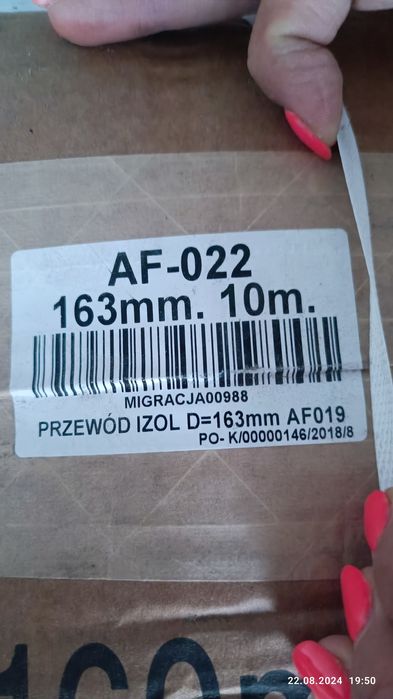 AF-022
163mm. 10m.
MIGRACJA00988
PRZEWÓD IZOL D=163mm AF019
PO- K/00000146/2018/8
22.08.2024 19:50